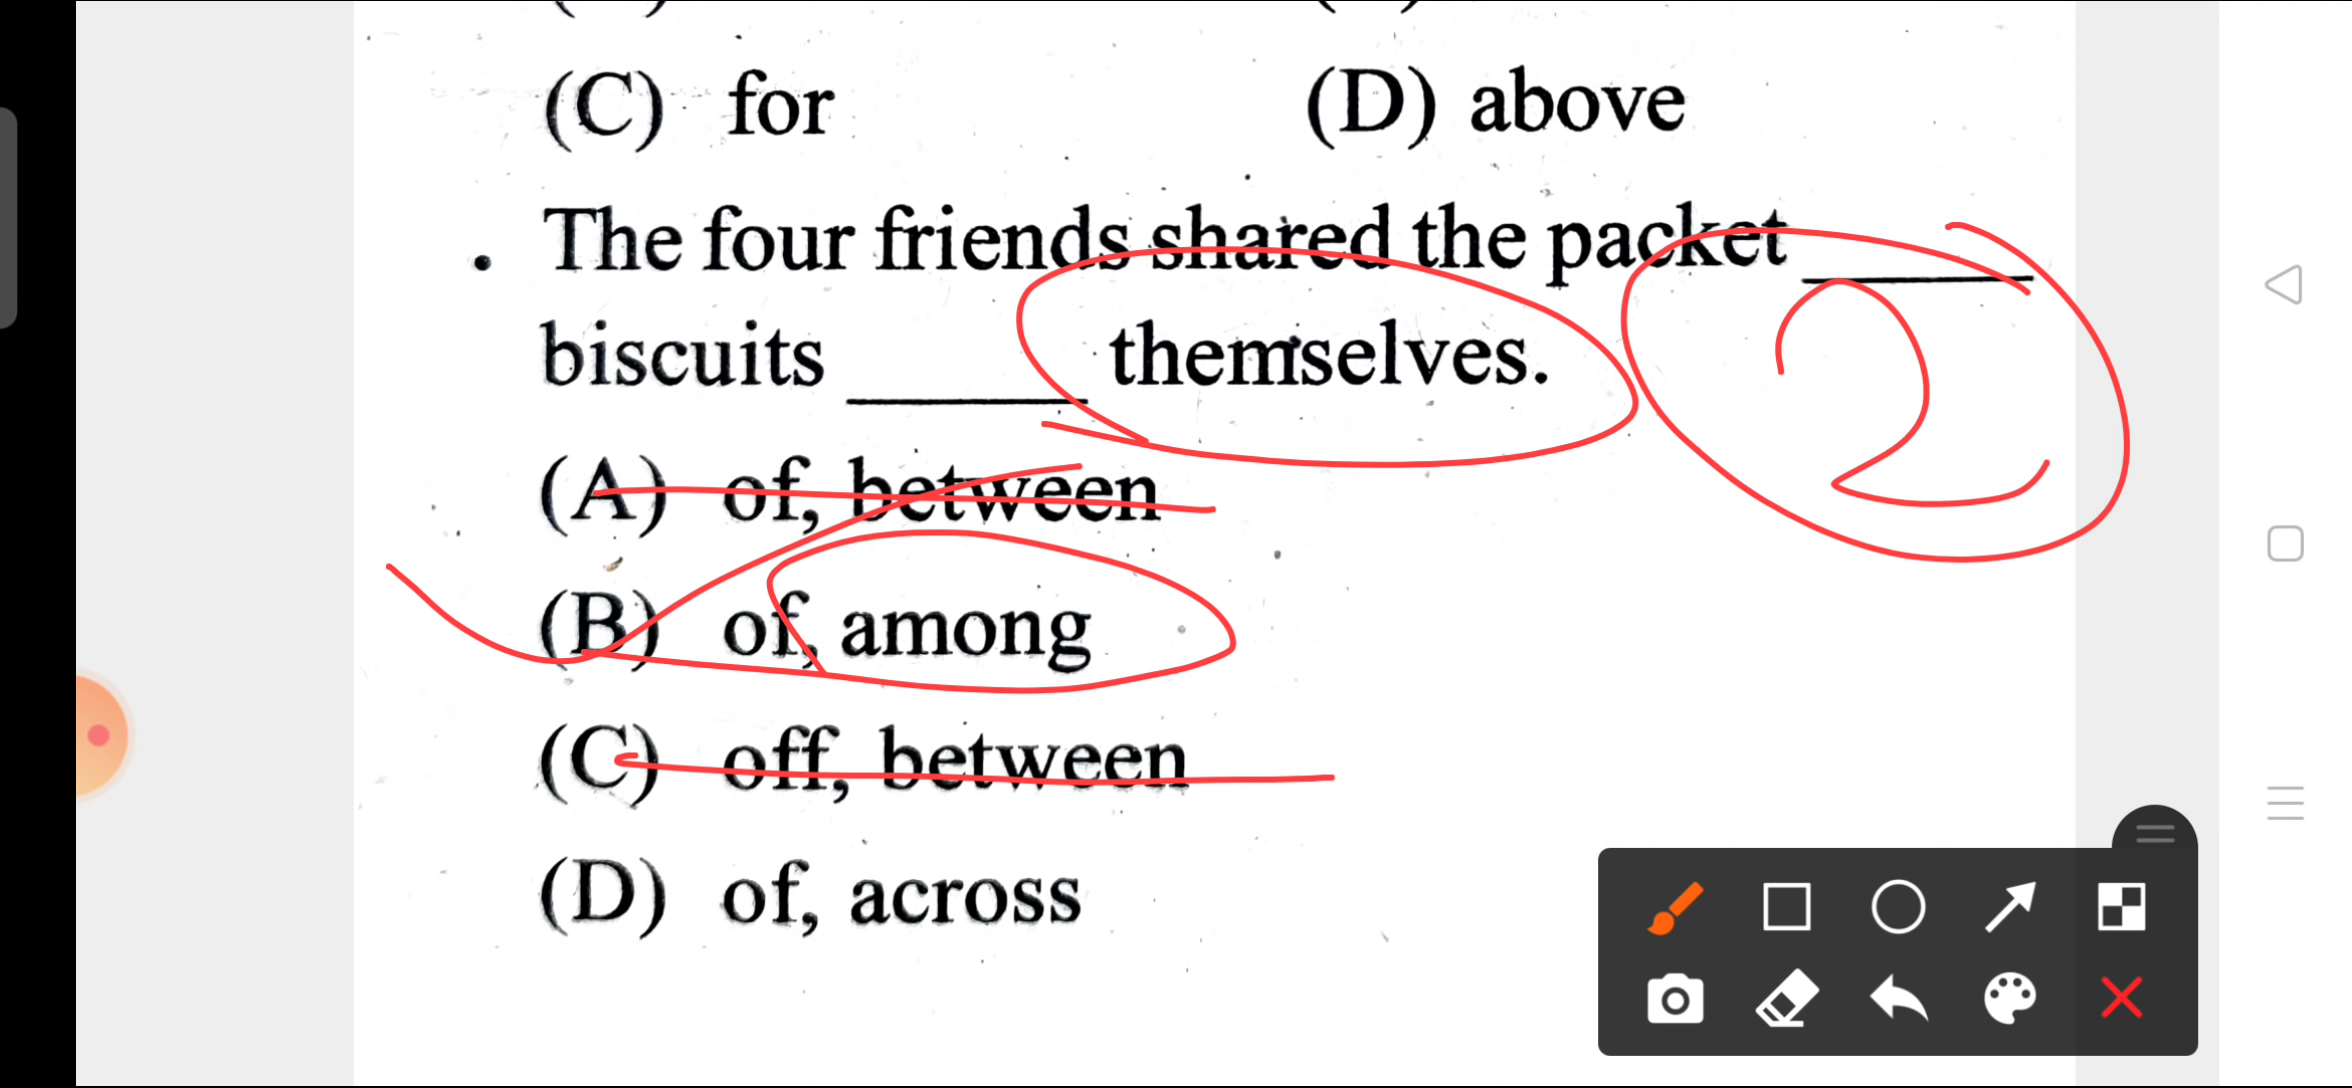 (C) for (D) above
. The four friends shared the packet ______
biscuits ______ themselves.
2
(A) of, between
(B) of, among
(C) off, between
(D) of, across